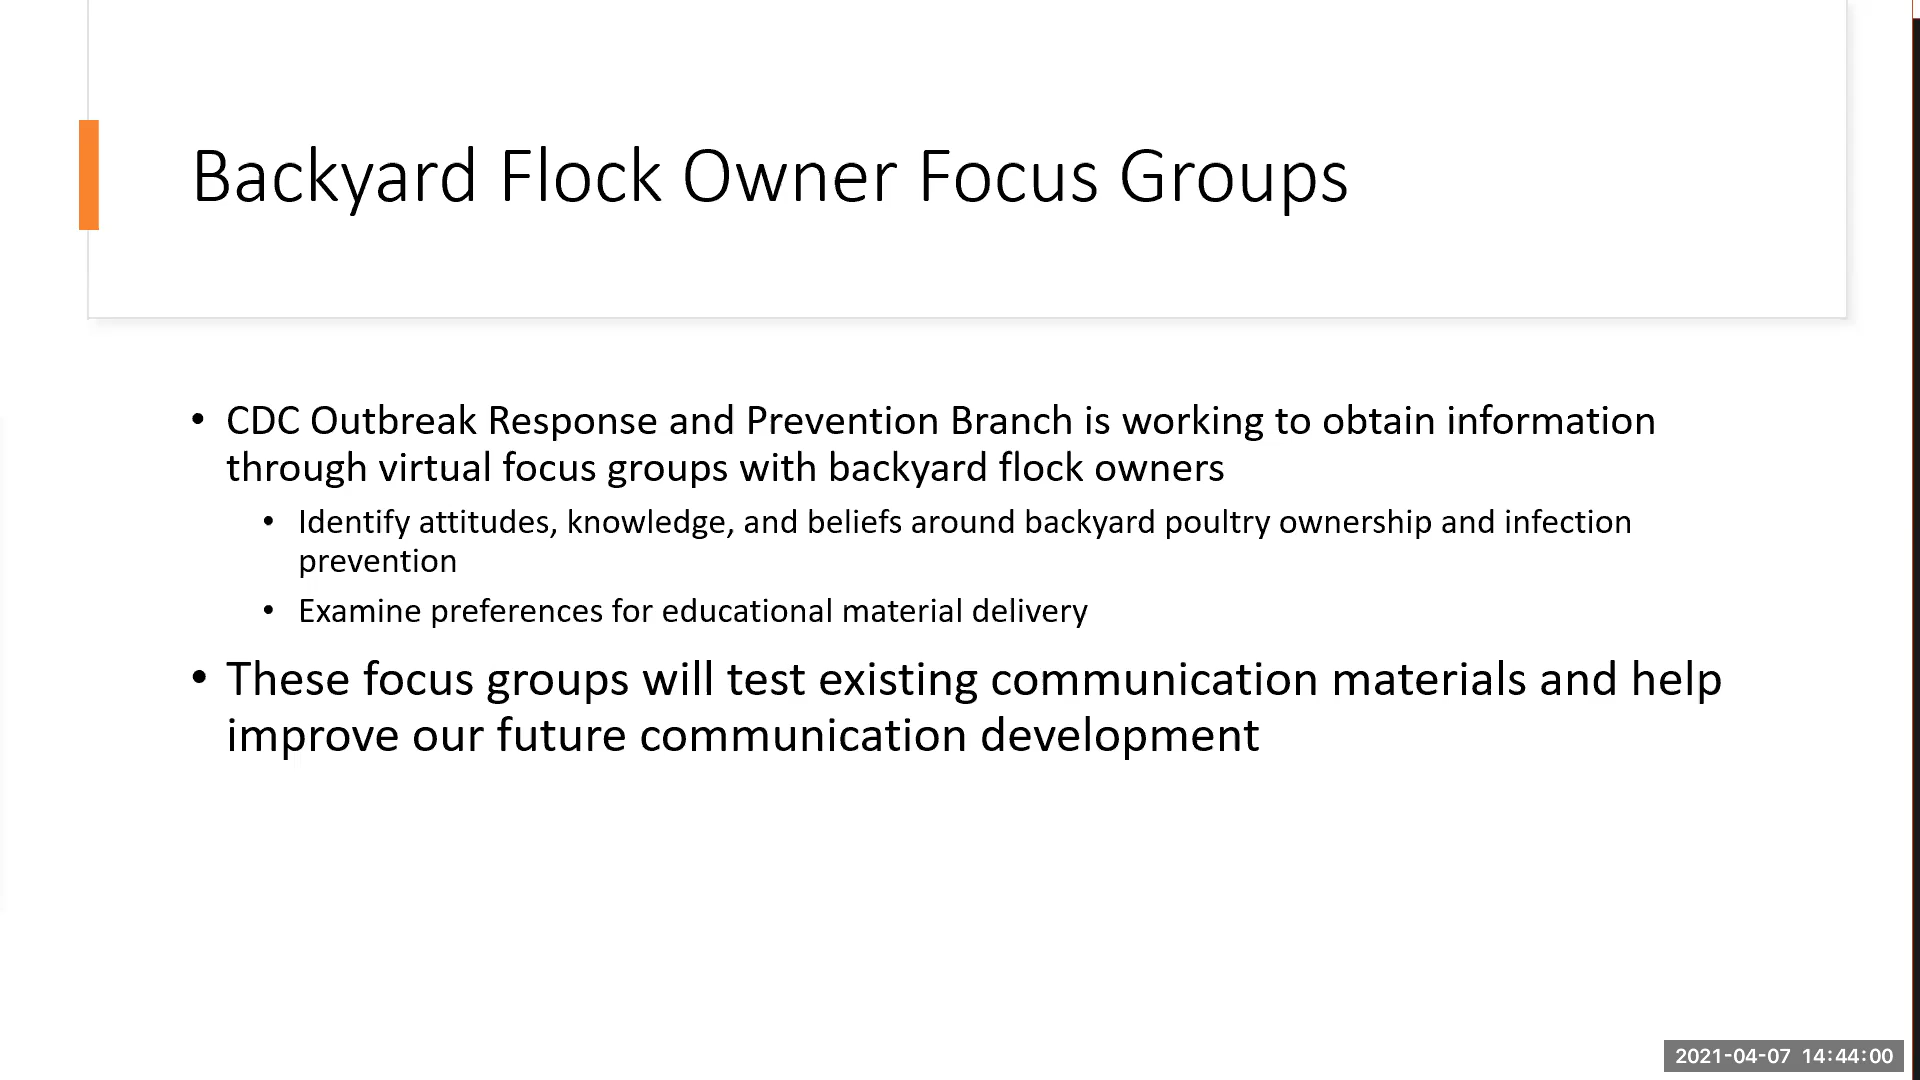 Backyard Flock Owner Focus Groups
• CDC Outbreak Response and Prevention Branch is working to obtain information
through virtual focus groups with backyard flock owners
• Identify attitudes, knowledge, and beliefs around backyard poultry ownership and infection
prevention
• Examine preferences for educational material delivery
• These focus groups will test existing communication materials and help
improve our future communication development
2021-04-07 14:44:00